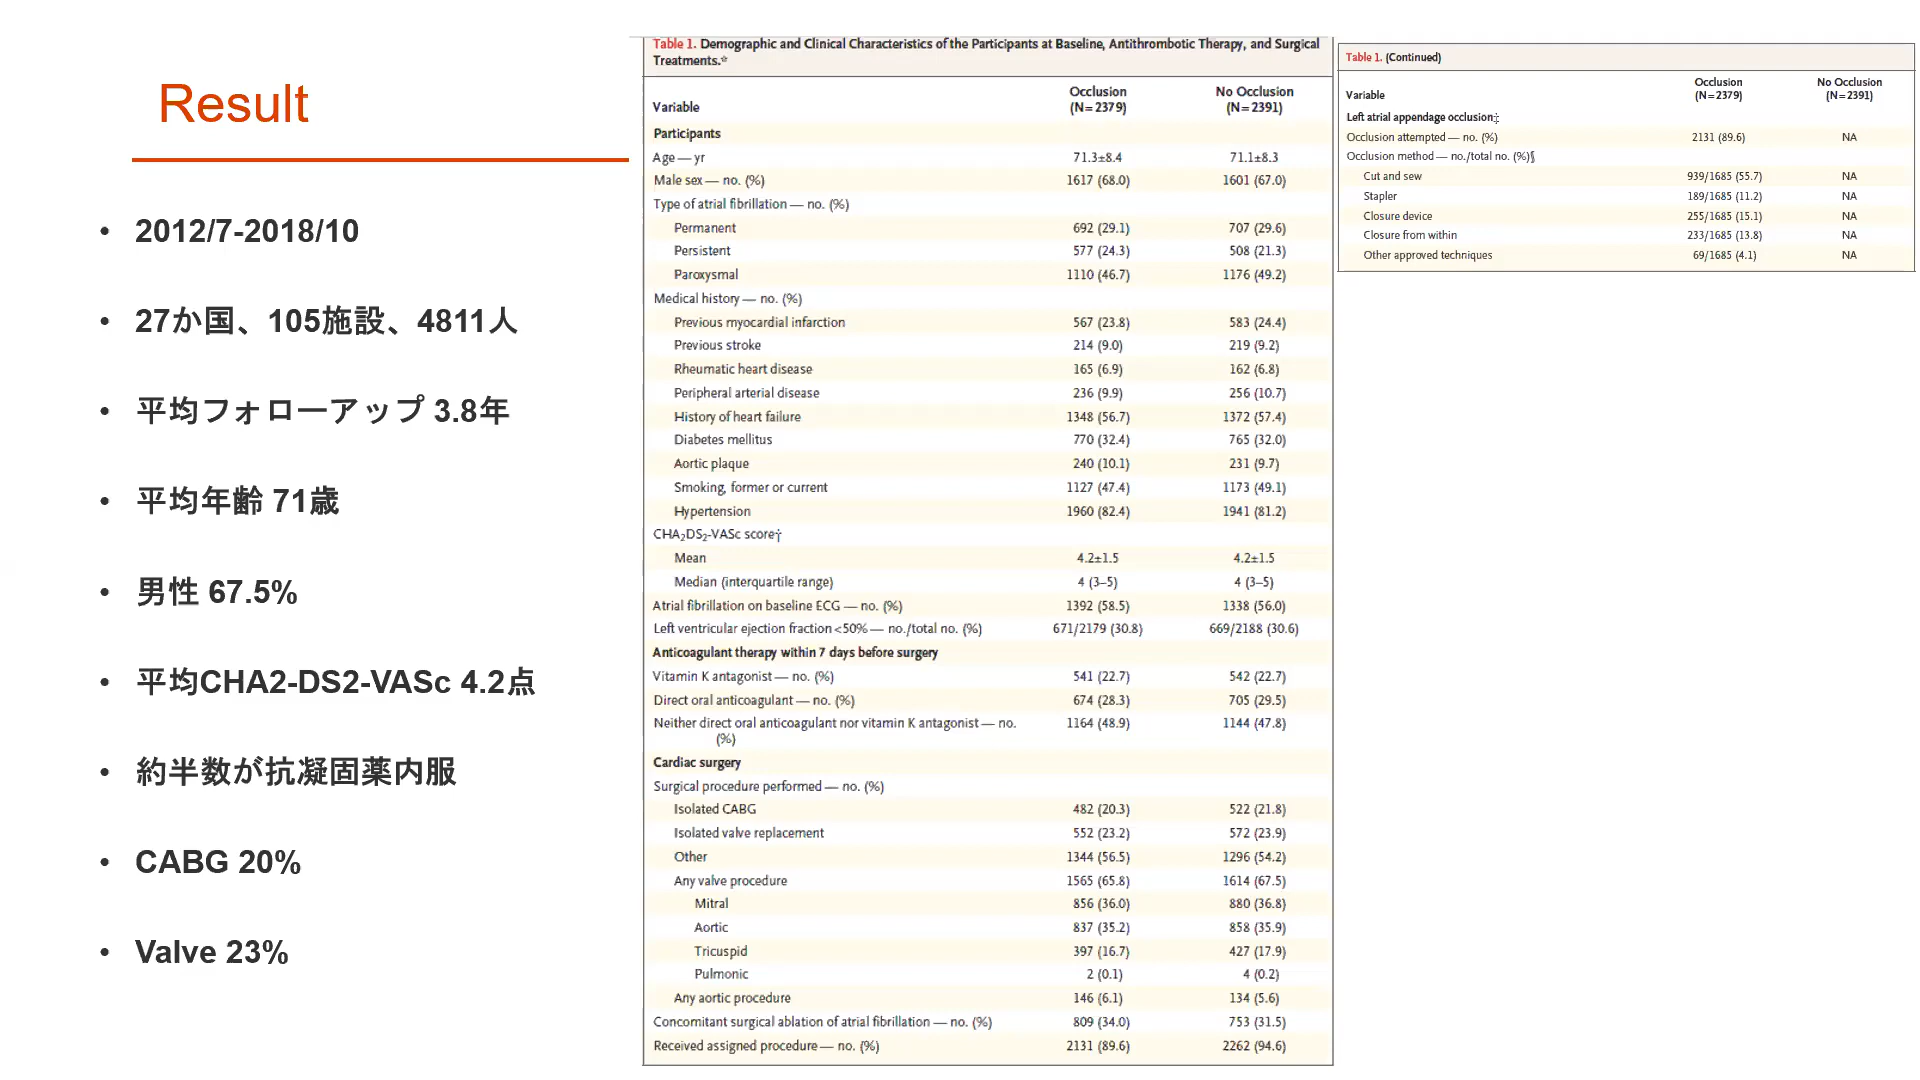 Result
• 2012/7-2018/10
• 27か国、105施設、4811人
• 平均フォローアップ 3.8年
• 平均年齢 71歳
• 男性 67.5%
• 平均CHA2-DS2-VASc 4.2点
• 約半数が抗凝固薬内服
• CABG 20%
• Valve 23%
Table 1. Demographic and Clinical Characteristics of the Participants at Baseline, Antithrombotic Therapy, and Surgical
Treatments.*
Variable Occlusion (N=2379) No Occlusion (N=2391)
Participants
Age — yr 71.3±8.4 71.1±8.3
Male sex — no. (%) 1617 (68.0) 1601 (67.0)
Type of atrial fibrillation — no. (%)
Permanent 692 (29.1) 707 (29.6)
Persistent 577 (24.3) 508 (21.3)
Paroxysmal 1110 (46.7) 1176 (49.2)
Medical history — no. (%)
Previous myocardial infarction 567 (23.8) 583 (24.4)
Previous stroke 214 (9.0) 219 (9.2)
Rheumatic heart disease 165 (6.9) 162 (6.8)
Peripheral arterial disease 236 (9.9) 256 (10.7)
History of heart failure 1348 (56.7) 1372 (57.4)
Diabetes mellitus 770 (32.4) 765 (32.0)
Aortic plaque 240 (10.1) 231 (9.7)
Smoking, former or current 1127 (47.4) 1173 (49.1)
Hypertension 1960 (82.4) 1941 (81.2)
CHA₂DS₂-VASc score†
Mean 4.2±1.5 4.2±1.5
Median (interquartile range) 4 (3–5) 4 (3–5)
Atrial fibrillation on baseline ECG — no. (%) 1392 (58.5) 1338 (56.0)
Left ventricular ejection fraction <50% — no./total no. (%) 671/2179 (30.8) 669/2188 (30.6)
Anticoagulant therapy within 7 days before surgery
Vitamin K antagonist — no. (%) 541 (22.7) 542 (22.7)
Direct oral anticoagulant — no. (%) 674 (28.3) 705 (29.5)
Neither direct oral anticoagulant nor vitamin K antagonist — no. 1164 (48.9) 1144 (47.8)
(%)
Cardiac surgery
Surgical procedure performed — no. (%)
Isolated CABG 482 (20.3) 522 (21.8)
Isolated valve replacement 552 (23.2) 572 (23.9)
Other 1344 (56.5) 1296 (54.2)
Any valve procedure 1565 (65.8) 1614 (67.5)
Mitral 856 (36.0) 880 (36.8)
Aortic 837 (35.2) 858 (35.9)
Tricuspid 397 (16.7) 427 (17.9)
Pulmonic 2 (0.1) 4 (0.2)
Any aortic procedure 146 (6.1) 134 (5.6)
Concomitant surgical ablation of atrial fibrillation — no. (%) 809 (34.0) 753 (31.5)
Received assigned procedure — no. (%) 2131 (89.6) 2262 (94.6)
Table 1. (Continued)
Variable Occlusion (N=2379) No Occlusion (N=2391)
Left atrial appendage occlusion‡
Occlusion attempted — no. (%) 2131 (89.6) NA
Occlusion method — no./total no. (%)§
Cut and sew 939/1685 (55.7) NA
Stapler 189/1685 (11.2) NA
Closure device 255/1685 (15.1) NA
Closure from within 233/1685 (13.8) NA
Other approved techniques 69/1685 (4.1) NA